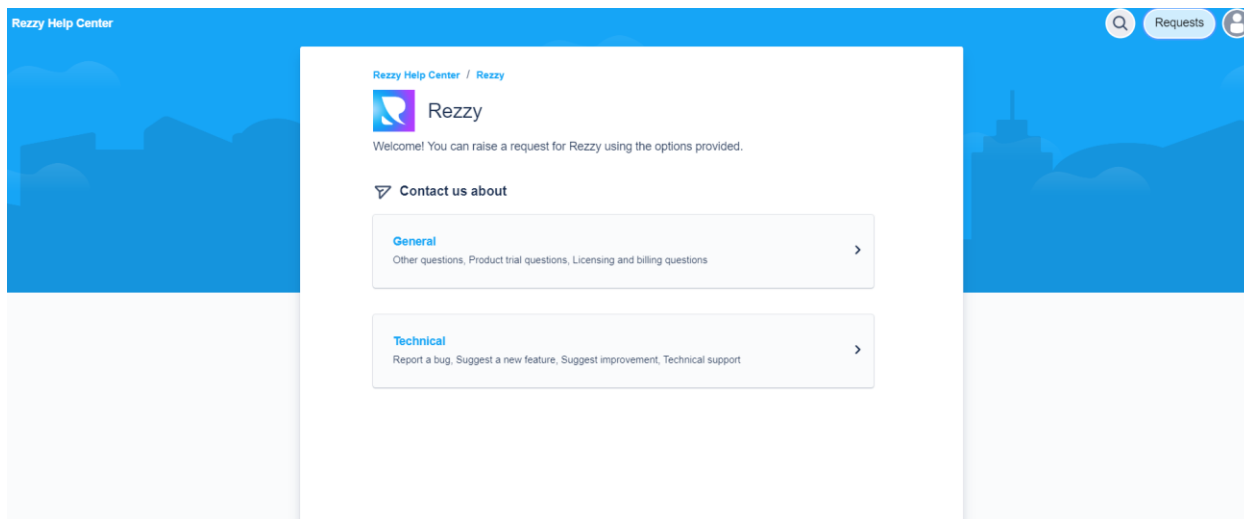 Rezzy Help Center
Requests
Rezzy Help Center / Rezzy
Rezzy
Welcome! You can raise a request for Rezzy using the options provided.
Contact us about
General
Other questions, Product trial questions, Licensing and billing questions
Technical
Report a bug, Suggest a new feature, Suggest improvement, Technical support